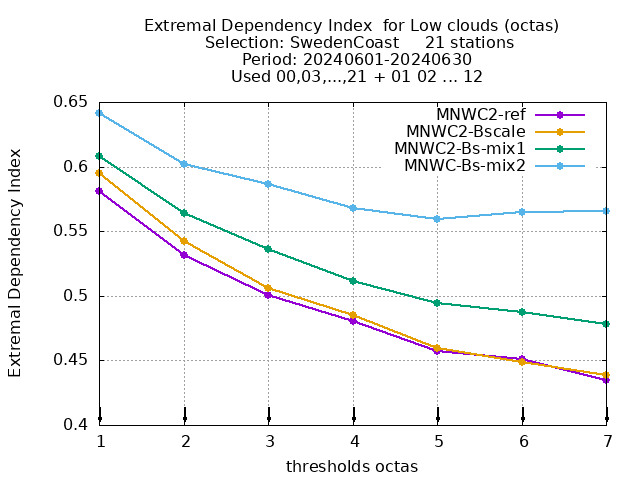 Extremal Dependency Index  for Low clouds (octas)
Selection: SwedenCoast     21 stations
Period: 20240601-20240630
Used 00,03,...,21 + 01 02 ... 12
MNWC2-ref
MNWC2-Bscale
MNWC2-Bs-mix1
MNWC-Bs-mix2
Extremal Dependency Index
0.65
0.6
0.55
0.5
0.45
0.4
1 2 3 4 5 6 7
thresholds octas